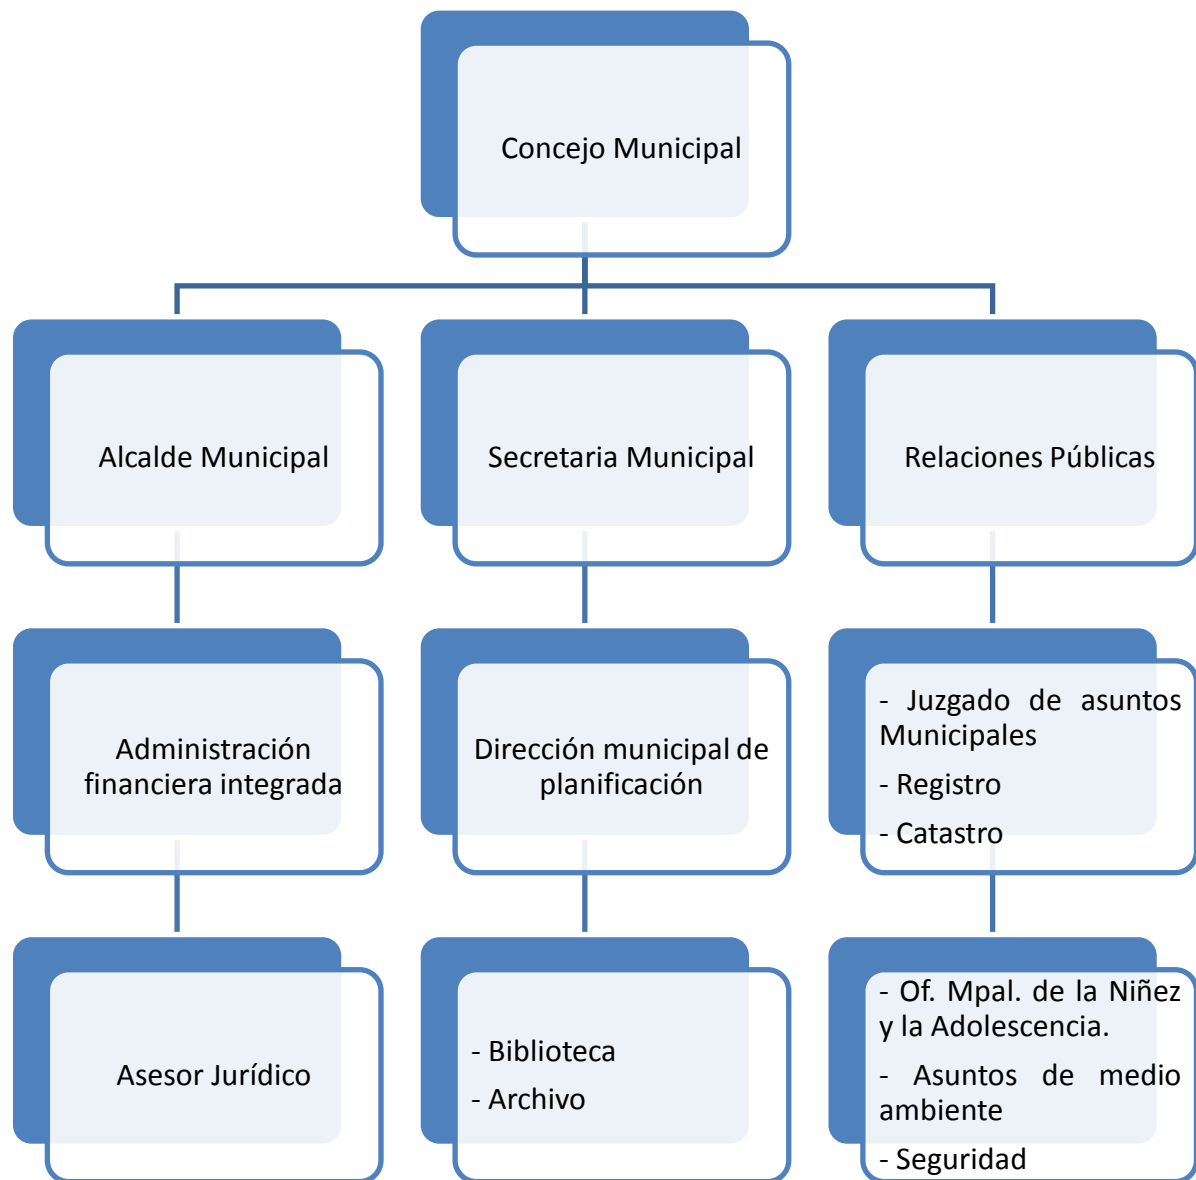 Concejo Municipal
Alcalde Municipal
Secretaria Municipal
Relaciones Públicas
Administración
financiera integrada
Dirección municipal de
planificación
- Juzgado de asuntos
Municipales
- Registro
- Catastro
Asesor Jurídico
- Biblioteca
- Archivo
- Of. Mpal. de la Niñez
y la Adolescencia.
- Asuntos de medio
ambiente
- Seguridad